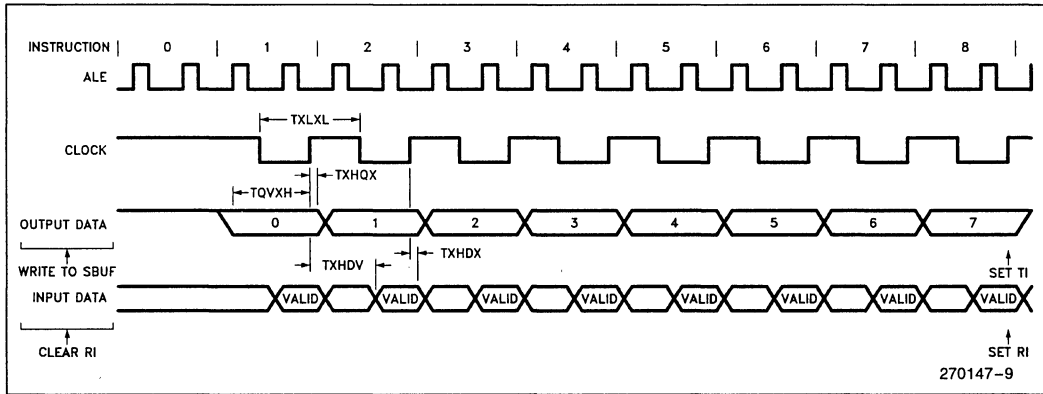 INSTRUCTION | 0 | 1 | 2 | 3 | 4 | 5 | 6 | 7 | 8 |
ALE
TXLXL
CLOCK
TXHQX
TQVXH
OUTPUT DATA 0 1 2 3 4 5 6 7
TXHDX
WRITE TO SBUF TXHDV SET TI
INPUT DATA VALID VALID VALID VALID VALID VALID VALID VALID
CLEAR RI SET RI
270147-9